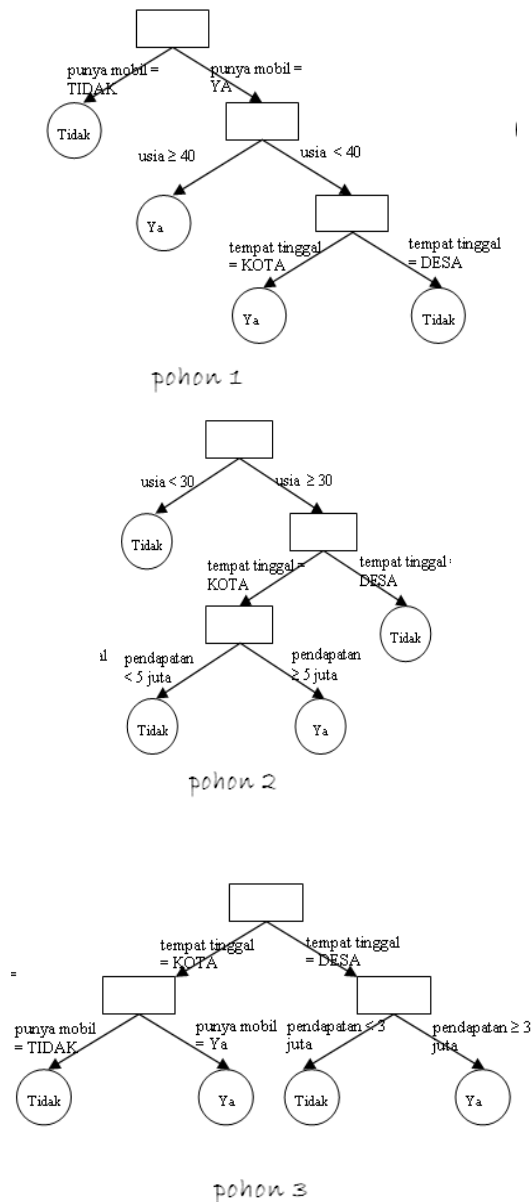 punya mobil =
TIDAK
punya mobil =
YA
Tidak
usia ≥ 40
usia < 40
Ya
tempat tinggal
= KOTA
tempat tinggal
= DESA
Ya
Tidak
pohon 1
usia < 30
usia ≥ 30
Tidak
tempat tinggal =
KOTA
tempat tinggal =
DESA
Tidak
il
pendapatan
< 5 juta
pendapatan
≥ 5 juta
Tidak
Ya
pohon 2
tempat tinggal
= KOTA
tempat tinggal
= DESA
=
punya mobil
= TIDAK
punya mobil
= Ya
pendapatan < 3
juta
pendapatan ≥ 3
juta
Tidak
Ya
Tidak
Ya
pohon 3